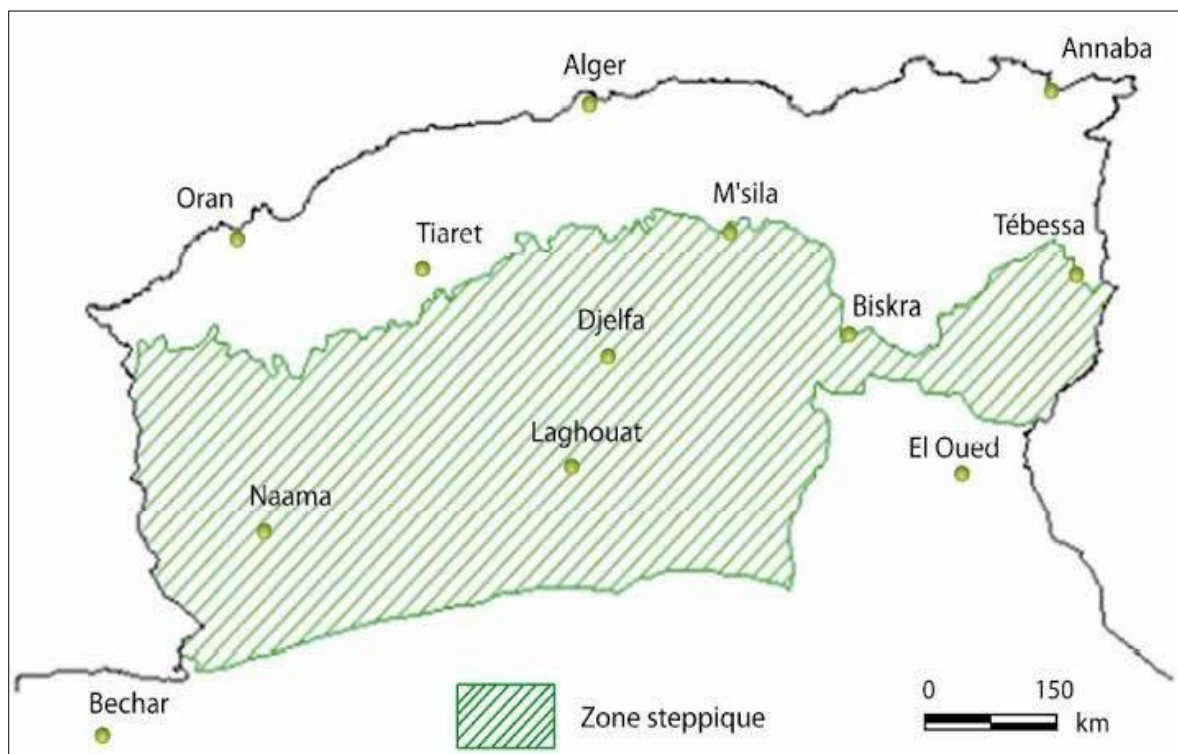 Annaba
Alger
M'sila
Oran
Tiaret
Tébessa
Biskra
Djelfa
Laghouat
El Oued
Naama
0 150
Zone steppique
km
Bechar